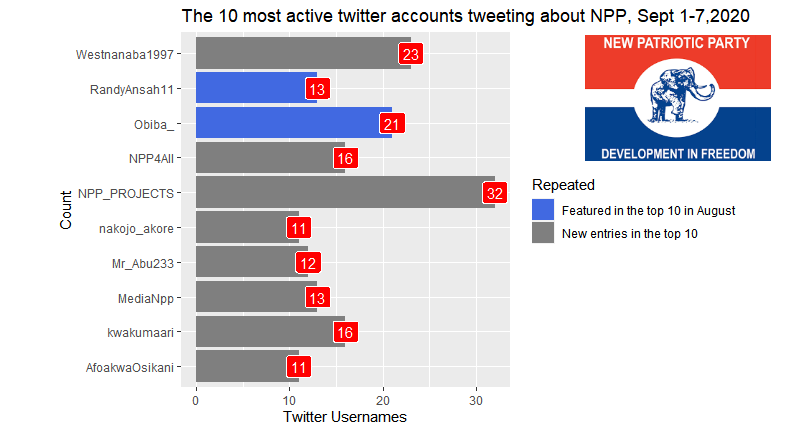 The 10 most active twitter accounts tweeting about NPP, Sept 1-7,2020
Westnanaba1997
23
RandyAnsah11
13
Obiba_
21
NPP4All
16
NPP_PROJECTS
32
nakojo_akore
11
Mr_Abu233
12
MediaNpp
13
kwakumaari
16
AfoakwaOsikani
11
Count
0 10 20 30
Twitter Usernames
NEW PATRIOTIC PARTY
DEVELOPMENT IN FREEDOM
Repeated
Featured in the top 10 in August
New entries in the top 10